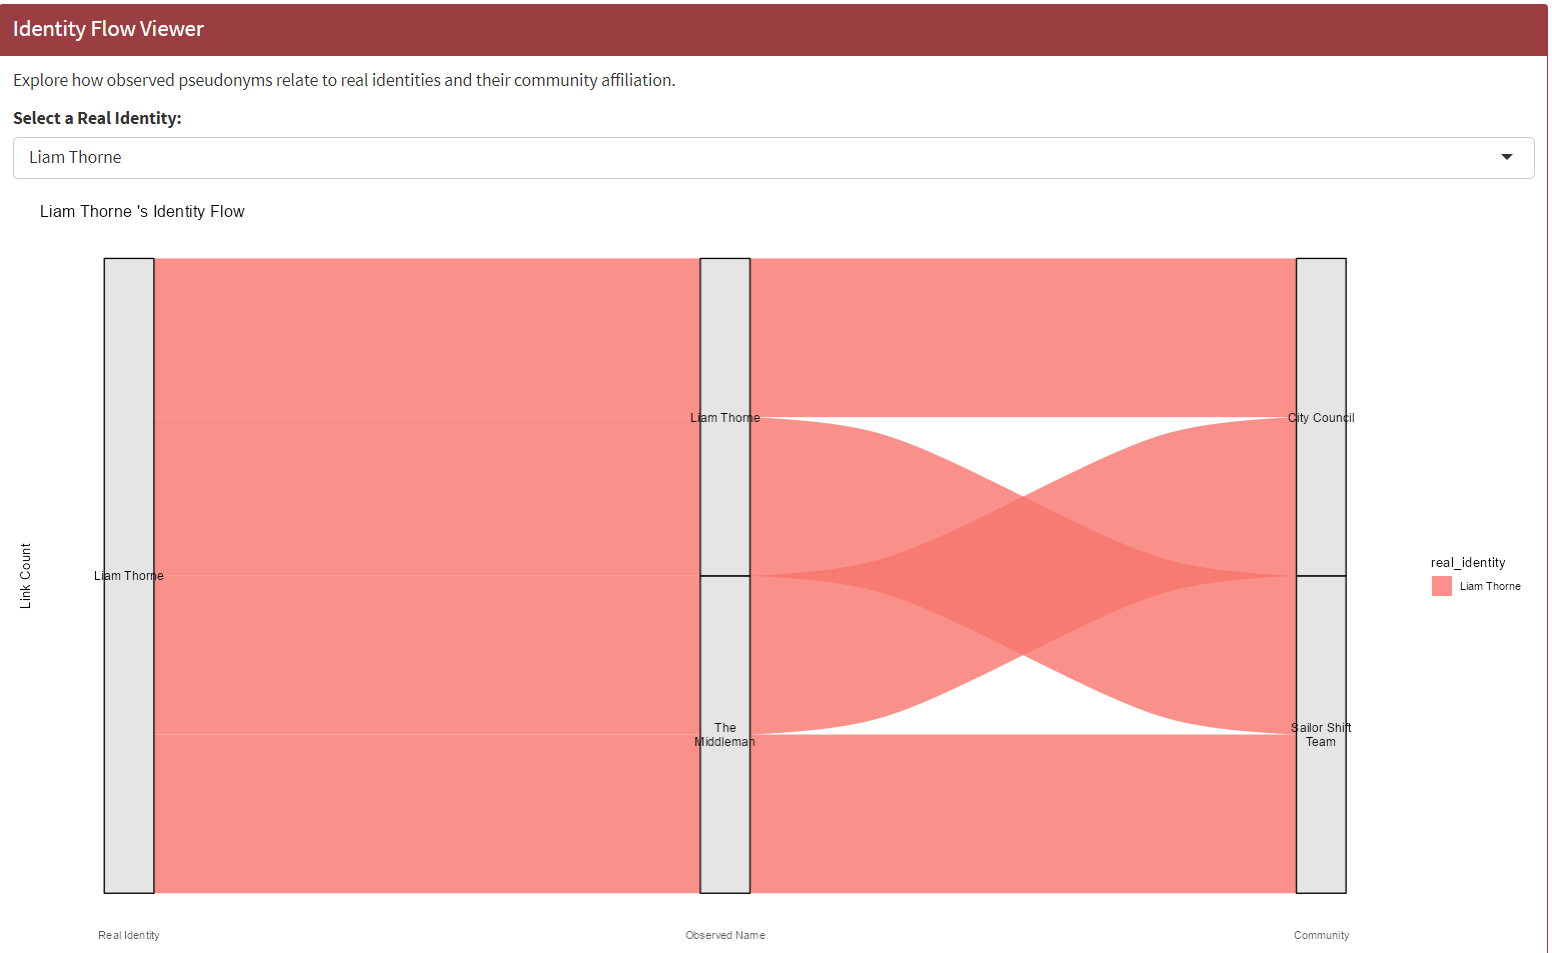 Identity Flow Viewer
Explore how observed pseudonyms relate to real identities and their community affiliation.
Select a Real Identity:
Liam Thorne
Liam Thorne 's Identity Flow
Liam Thorne
City Council
real_identity
Liam Thorne
Link Count
Liam Thorne
The
Middleman
Sailor Shift
Team
Real Identity
Observed Name
Community